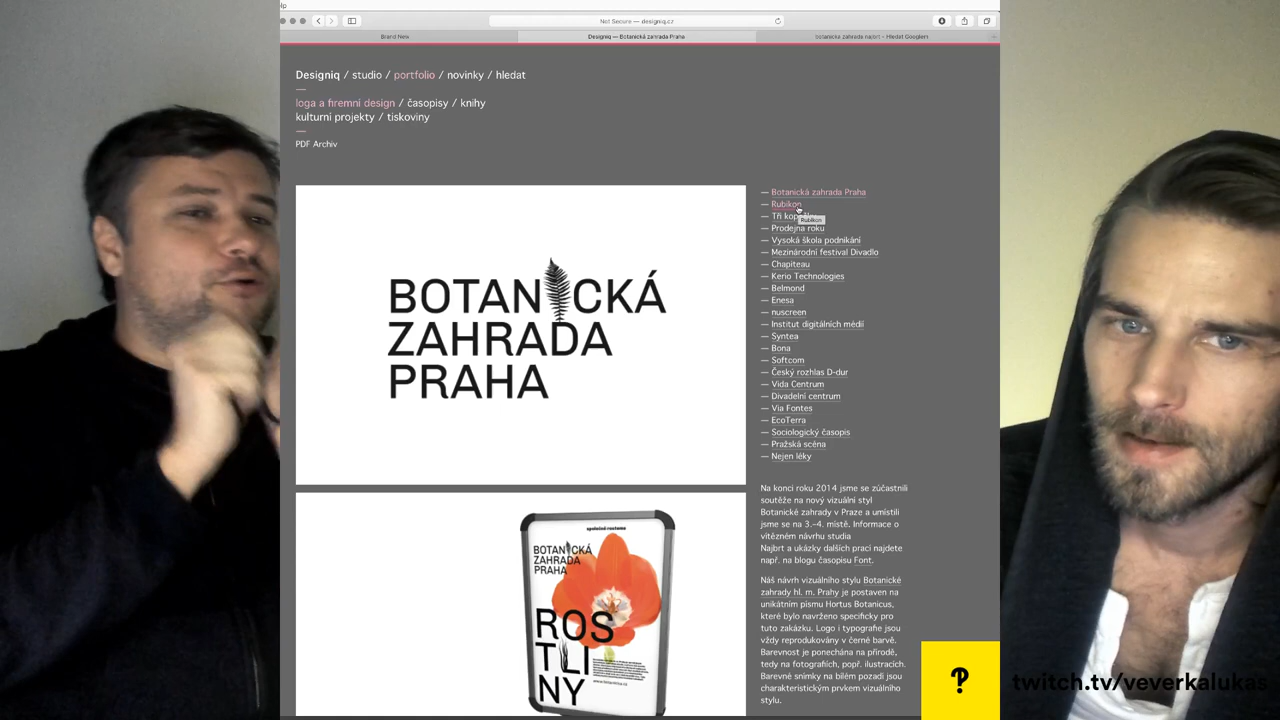 lp
Not Secure — designiq.cz
Brand New
Designiq — Botanická zahrada Praha
botanická zahrada najbrt – Hledat Googlem
Designiq / studio / portfolio / novinky / hledat
—
loga a firemní design / časopisy / knihy
kulturní projekty / tiskoviny
—
PDF Archiv
BOTANICKÁ
ZAHRADA
PRAHA
— Botanická zahrada Praha
— Rubikon
Rubikon
— Tři
— Prodejna roku
— Vysoká škola podnikání
— Mezinárodní festival Divadlo
— Chapiteau
— Kerio Technologies
— Belmond
— Enesa
— nuscreen
— Institut digitálních médií
— Syntea
— Bona
— Softcom
— Český rozhlas D-dur
— Vida Centrum
— Divadelní centrum
— Via Fontes
— EcoTerra
— Sociologický časopis
— Pražská scéna
— Nejen léky
Na konci roku 2014 jsme se zúčastnili
soutěže na nový vizuální styl
Botanické zahrady v Praze a umístili
jsme se na 3.–4. místě. Informace o
vítězném návrhu studia
Najbrt a ukázky dalších prací najdete
např. na blogu časopisu Font.
Náš návrh vizuálního stylu Botanické
zahrady hl. m. Prahy je postaven na
unikátním písmu Hortus Botanicus,
které bylo navrženo specificky pro
tuto zakázku. Logo i typografie jsou
vždy reprodukovány v černé barvě.
Barevnost je ponechána na přírodě,
tedy na fotografiích, popř. ilustracích.
Barevné snímky na bílém pozadí jsou
charakteristickým prvkem vizuálního
stylu.
společně rosteme
BOTANICKÁ
ZAHRADA
PRAHA
ROS
TLI
NY
www.botanicka.cz
twitch.tv/veverkalukas